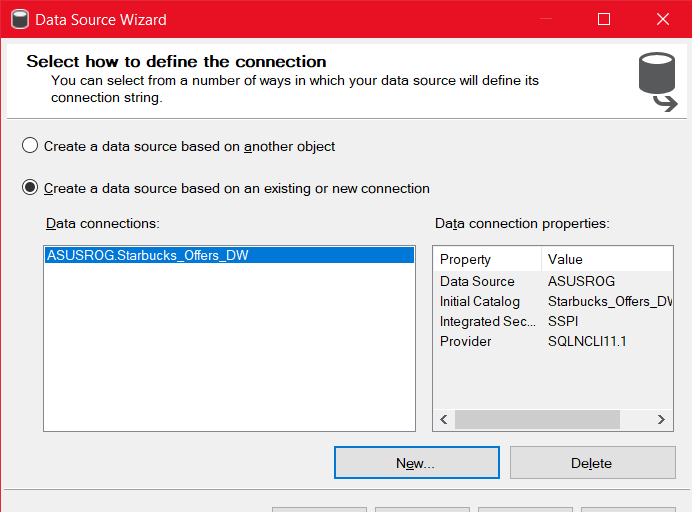 Data Source Wizard
Select how to define the connection
You can select from a number of ways in which your data source will define its
connection string.
Create a data source based on another object
Create a data source based on an existing or new connection
Data connections:
Data connection properties:
ASUSROG.Starbucks_Offers_DW
Property Value
Data Source ASUSROG
Initial Catalog Starbucks_Offers_DW
Integrated Sec... SSPI
Provider SQLNCLI11.1
New...
Delete